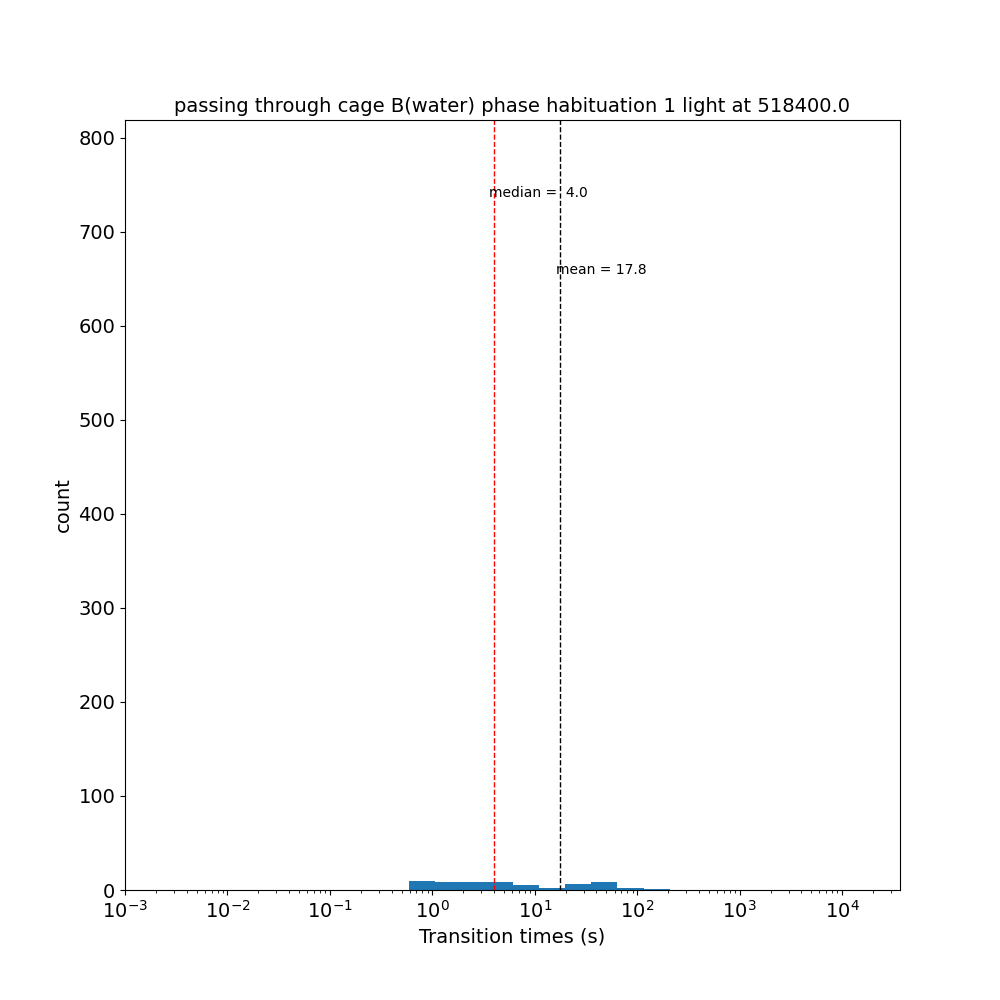 passing through cage B(water) phase habituation 1 light at 518400.0
800
700
600
500
400
300
200
100
0
count
median =  4.0
mean = 17.8
10⁻³ 10⁻² 10⁻¹ 10⁰ 10¹ 10² 10³ 10⁴
Transition times (s)